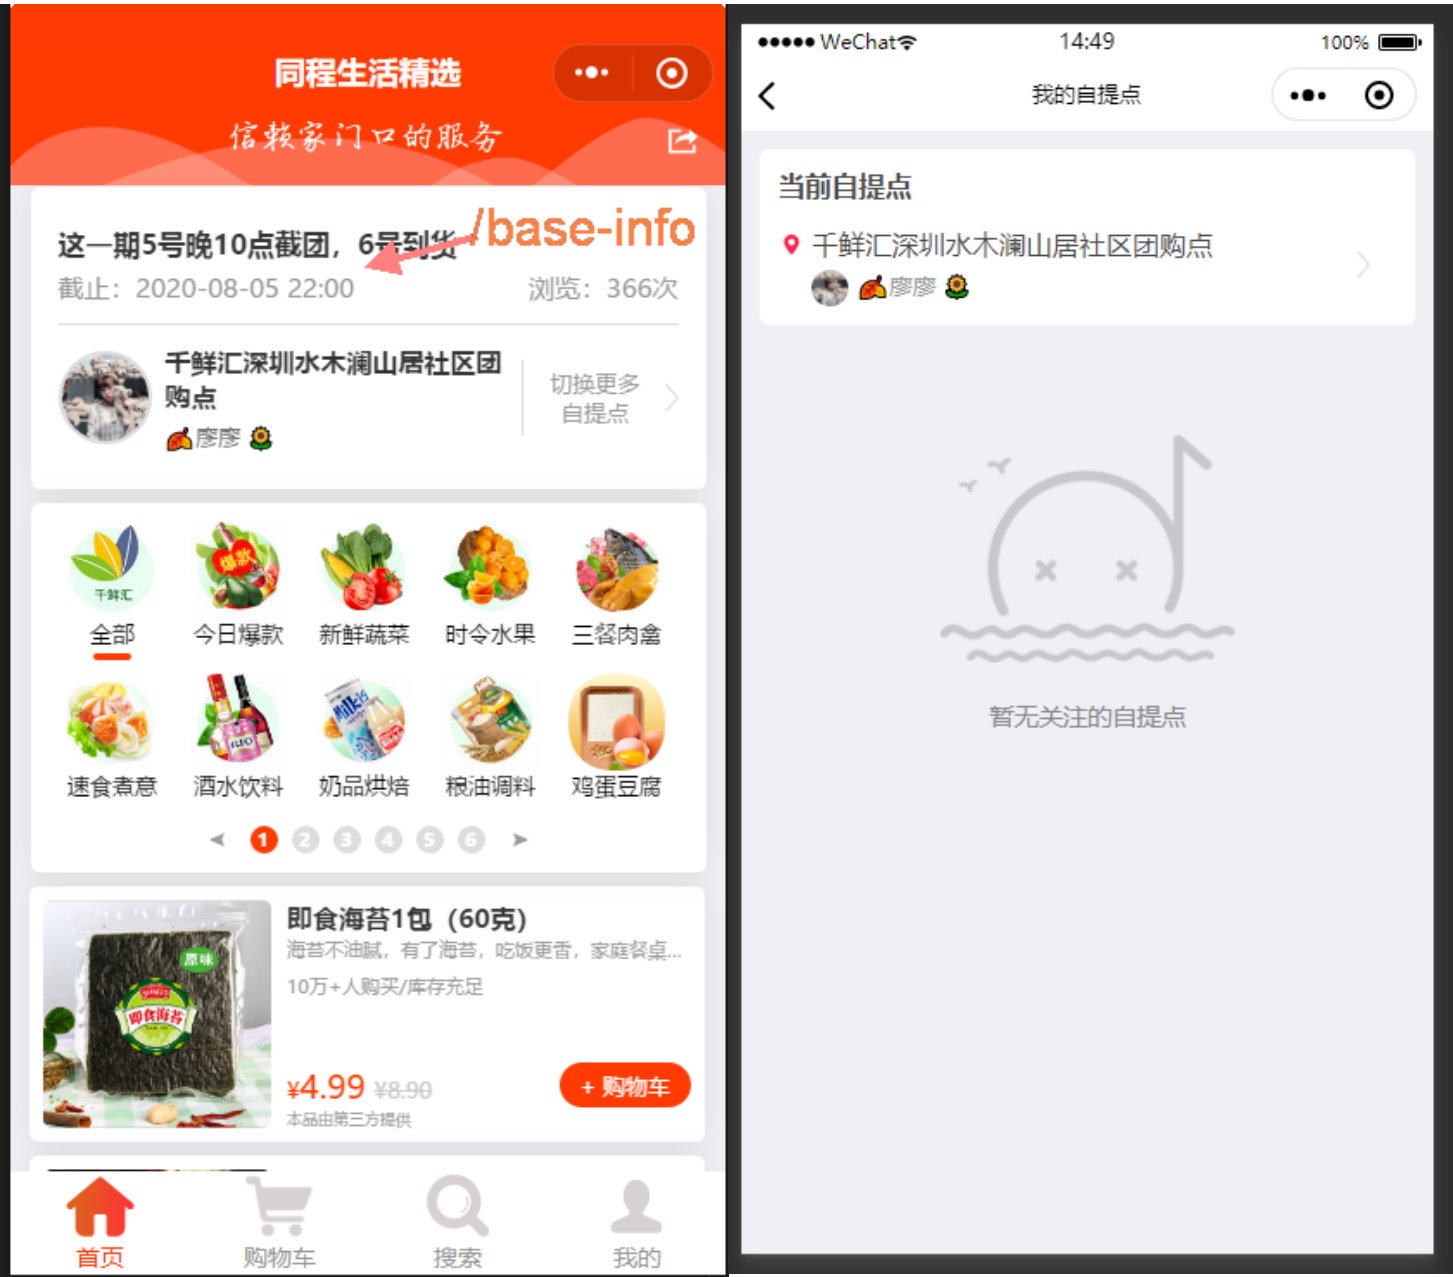 同程生活精选
信赖家门口的服务
/base-info
这一期5号晚10点截团，6号到货
截止：2020-08-05 22:00
浏览：366次
千鲜汇深圳水木澜山居社区团
购点
廖廖
切换更多
自提点
千鲜汇
爆款
全部
今日爆款
新鲜蔬菜
时令水果
三餐肉禽
Milkis
RIO
速食煮意
酒水饮料
奶品烘焙
粮油调料
鸡蛋豆腐
1 2 3 4 5 6
原味
即食海苔
即食海苔1包（60克）
海苔不油腻，有了海苔，吃饭更香，家庭餐桌...
10万+人购买/库存充足
¥4.99 ¥8.90
+ 购物车
本品由第三方提供
首页
购物车
搜索
我的
WeChat
14:49
100%
我的自提点
当前自提点
千鲜汇深圳水木澜山居社区团购点
廖廖
暂无关注的自提点